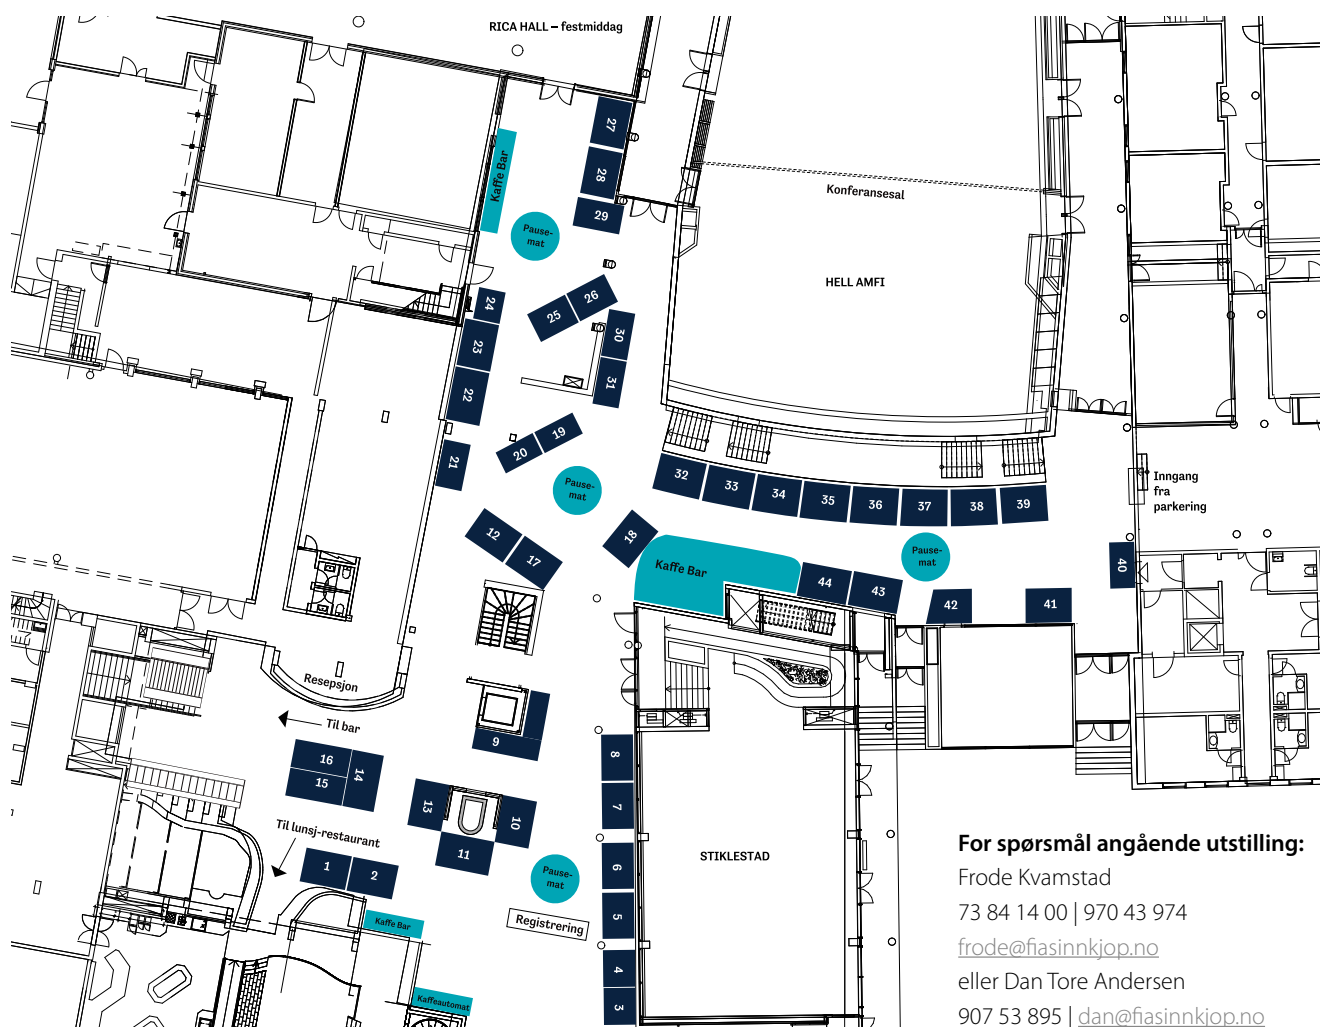 RICA HALL – festmiddag
27
Kaffe Bar
28
Konferansesal
29
Pause-
mat
HELL AMFI
24
25
26
30
23
31
22
19
20
21
32
33
34
35
36
37
38
39
Inngang
fra
parkering
Pause-
mat
12
17
18
Kaffe Bar
Pause-
mat
44
43
42
41
40
Resepsjon
Til bar
9
16
14
15
8
7
13
10
11
Til lunsj-restaurant
1
2
6
STIKLESTAD
Pause-
mat
Kaffe Bar
Registrering
5
4
Kaffeautomat
3
For spørsmål angående utstilling:
Frode Kvamstad
73 84 14 00 | 970 43 974
frode@fiasinnkjop.no
eller Dan Tore Andersen
907 53 895 | dan@fiasinnkjop.no